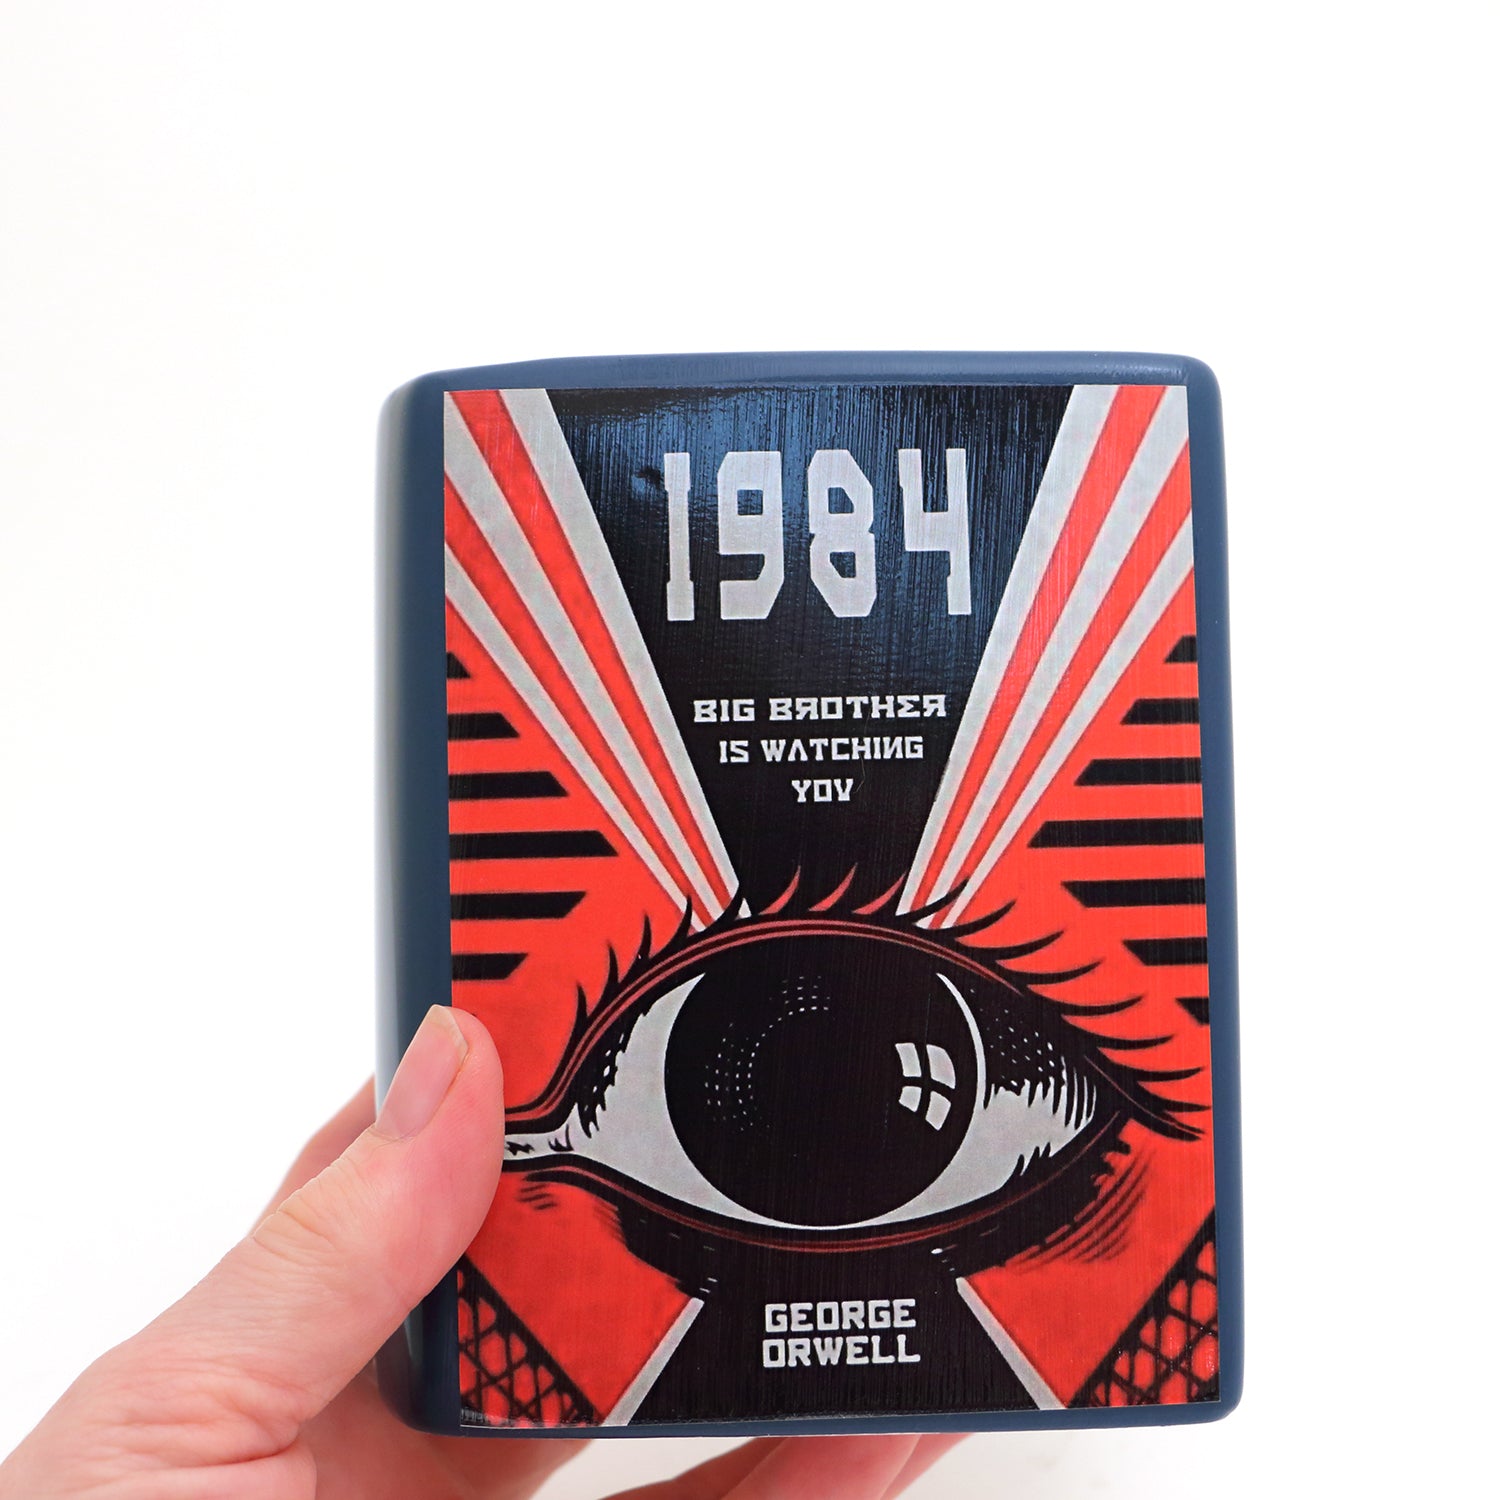 1984
BIG BROTHER
IS WATCHING
YOV
GEORGE
ORWELL